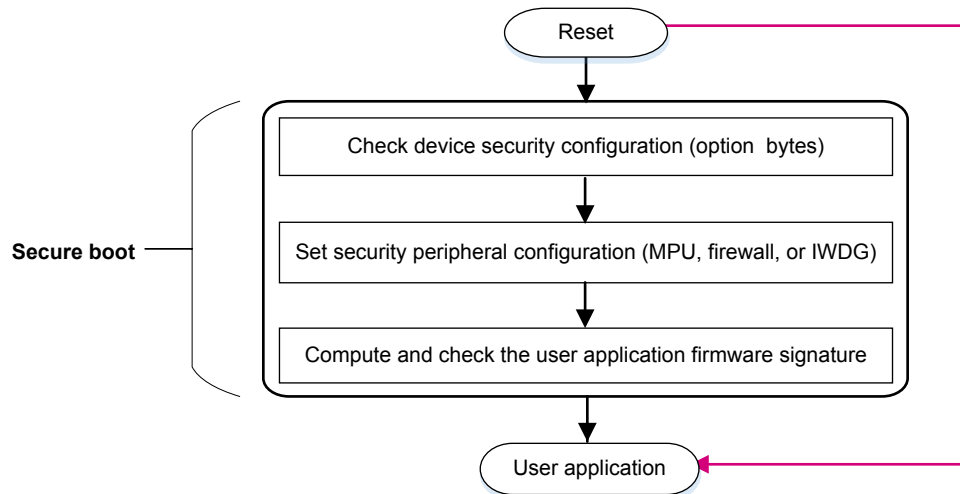 Reset
Check device security configuration (option bytes)
Secure boot
Set security peripheral configuration (MPU, firewall, or IWDG)
Compute and check the user application firmware signature
User application